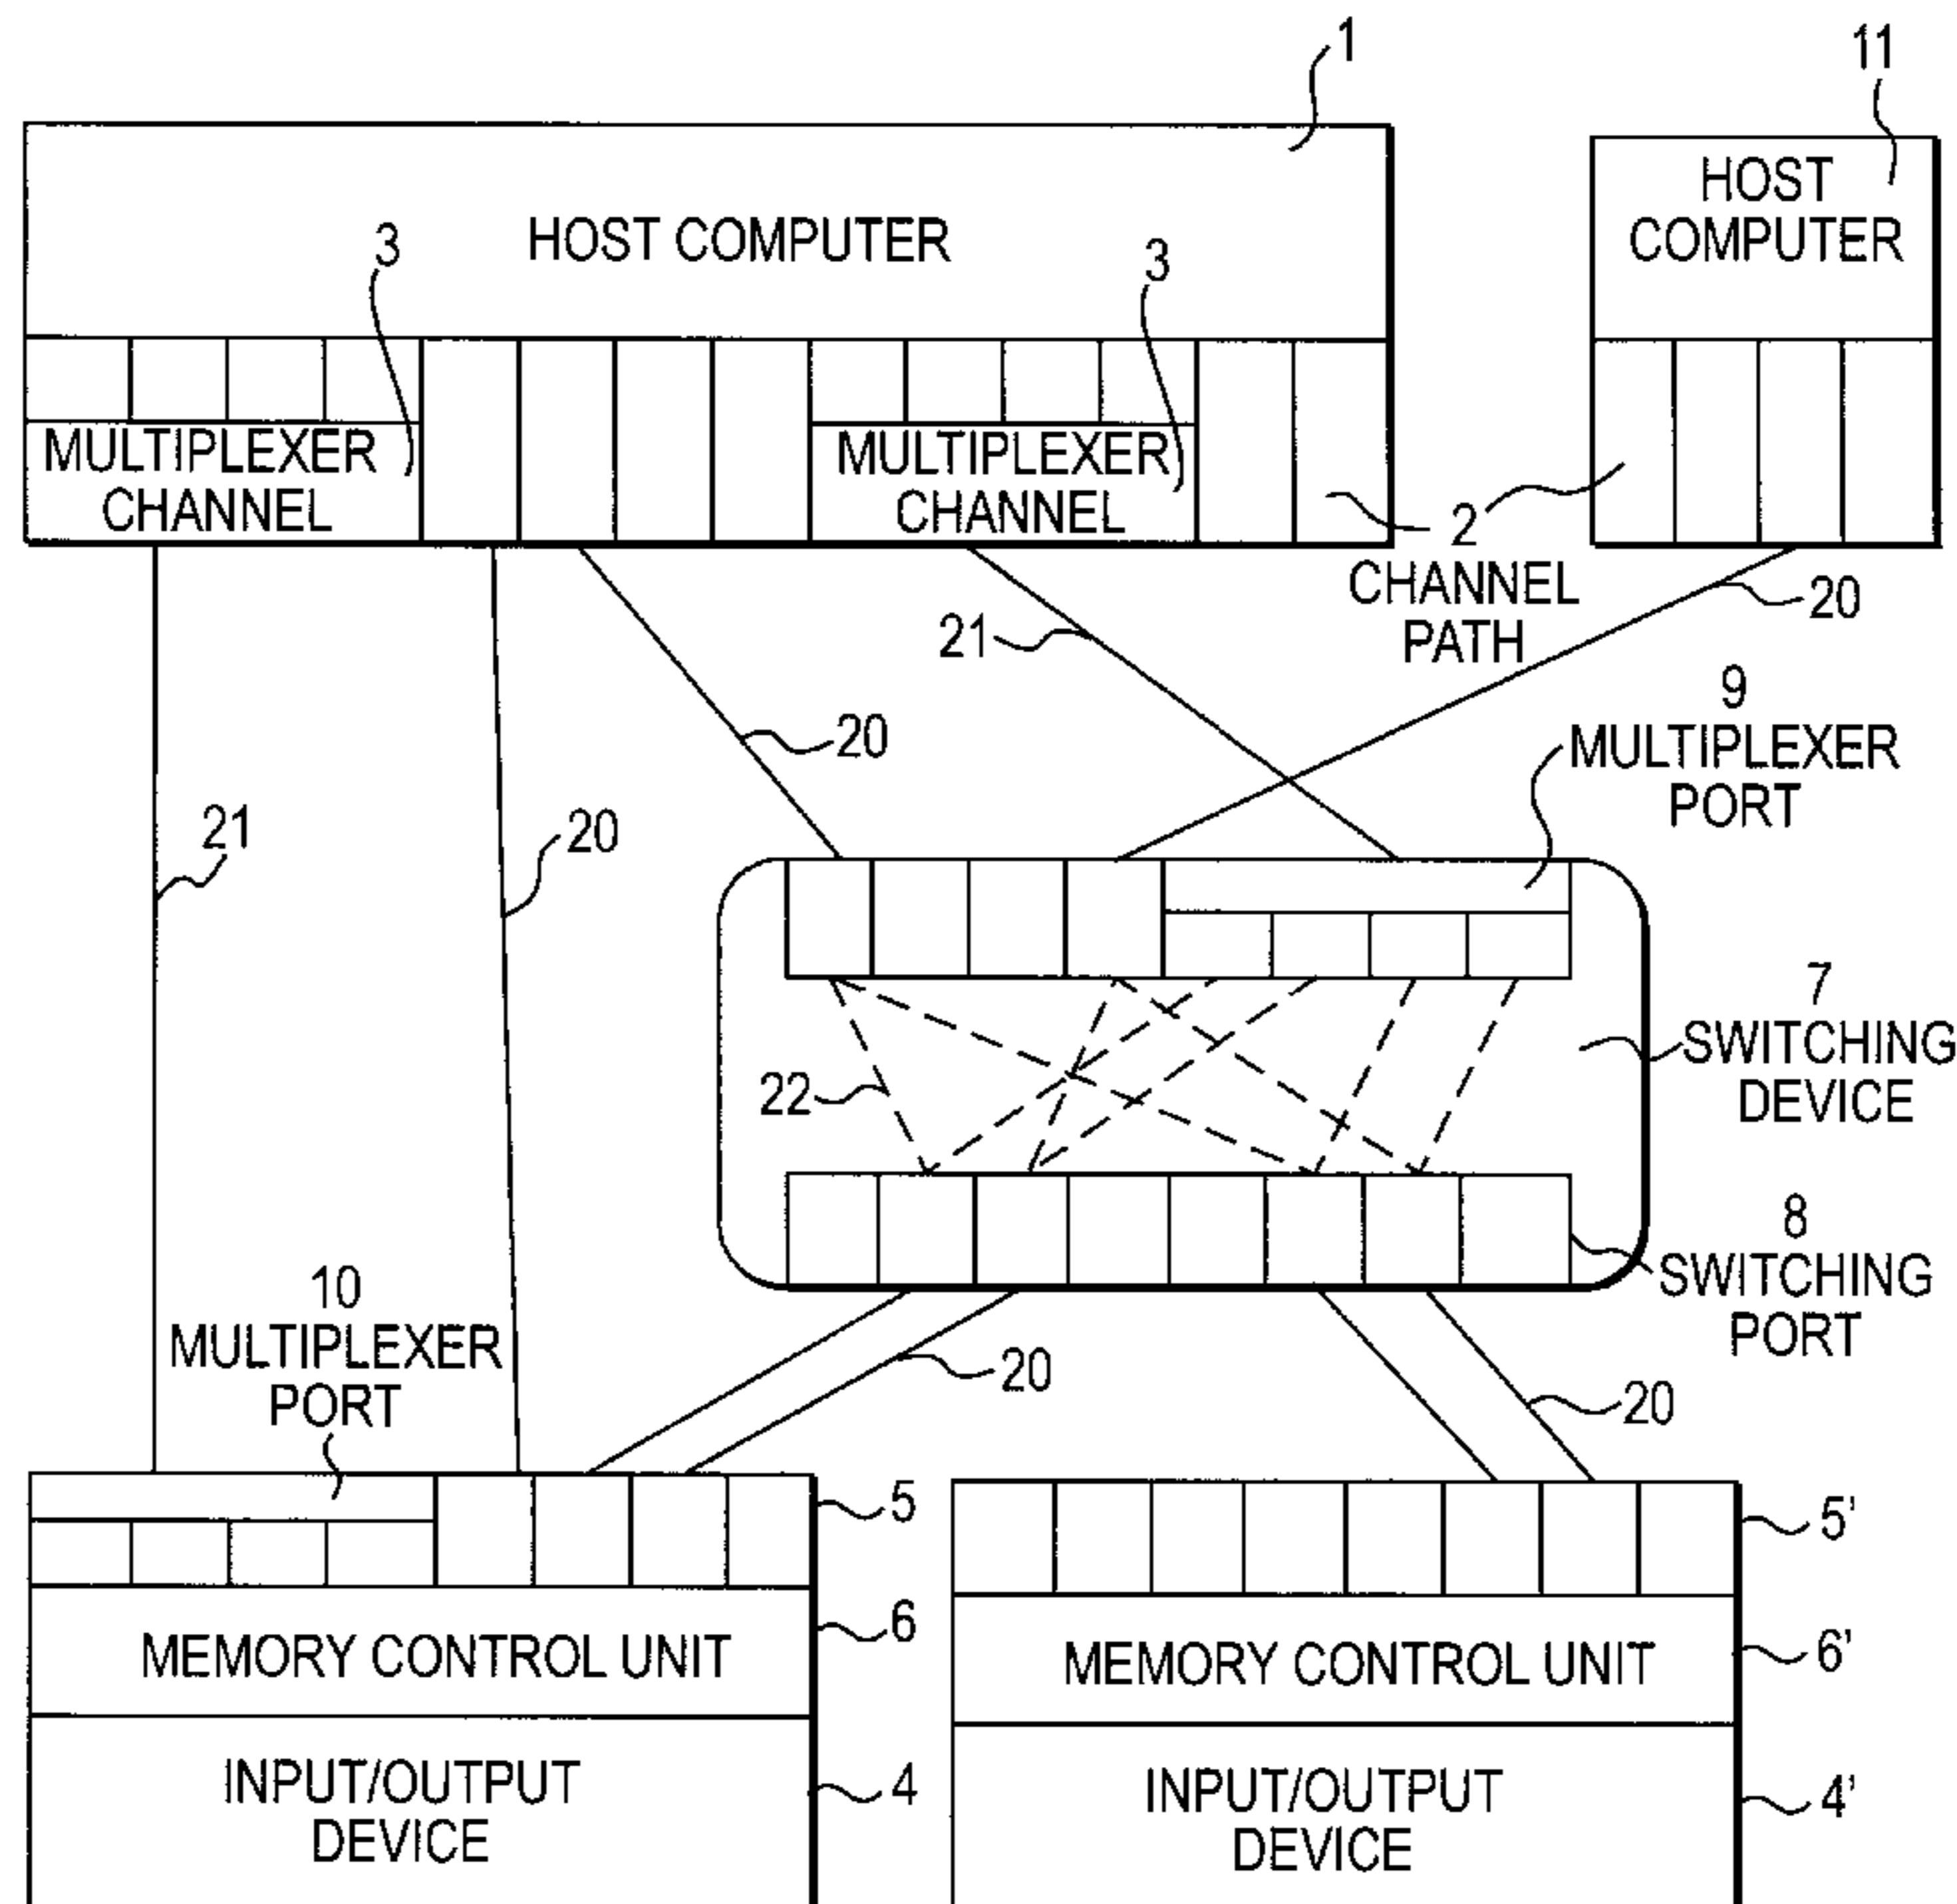 1
11
HOST COMPUTER
HOST
COMPUTER
3
3
MULTIPLEXER
CHANNEL
MULTIPLEXER
CHANNEL
2
CHANNEL
PATH
20
21
20
9
MULTIPLEXER
PORT
21
20
7
SWITCHING
DEVICE
22
8
SWITCHING
PORT
10
MULTIPLEXER
PORT
20
20
5
5'
6
MEMORY CONTROL UNIT
MEMORY CONTROL UNIT
6'
INPUT/OUTPUT
DEVICE
4
INPUT/OUTPUT
DEVICE
4'